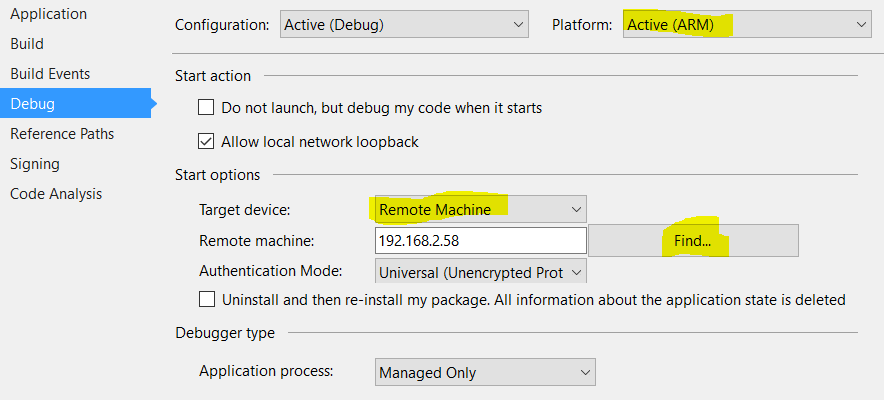 Application
Build
Build Events
Debug
Reference Paths
Signing
Code Analysis
Configuration: Active (Debug) Platform: Active (ARM)
Start action
Do not launch, but debug my code when it starts
Allow local network loopback
Start options
Target device: Remote Machine
Remote machine: 192.168.2.58 Find...
Authentication Mode: Universal (Unencrypted Prot
Uninstall and then re-install my package. All information about the application state is deleted
Debugger type
Application process: Managed Only